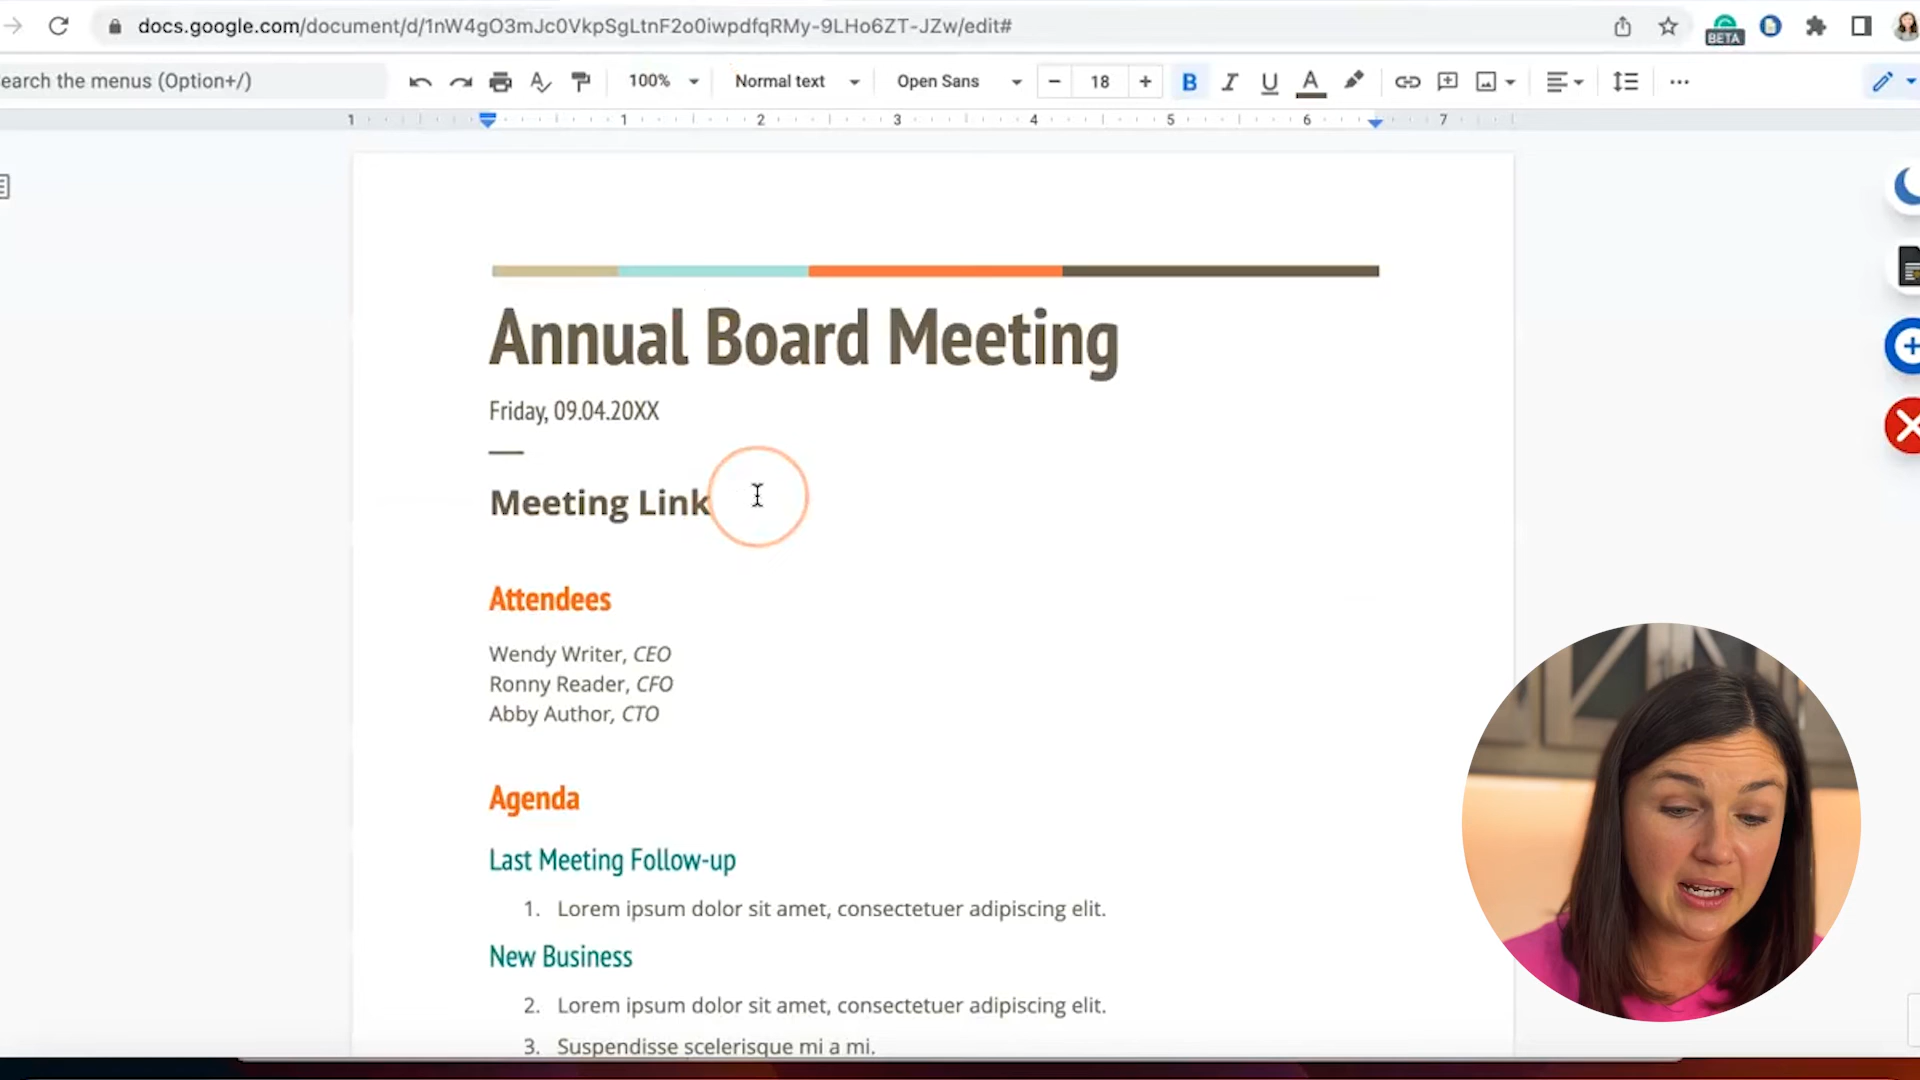 docs.google.com/document/d/1nW4gO3mJc0VkpSgLtnF2o0iwpdfqRMy-9LHo6ZT-JZw/edit#
BETA
earch the menus (Option+/)
100%
Normal text
Open Sans
18
B
I
U
A
1 1 2 3 4 5 6 7
Annual Board Meeting
Friday, 09.04.20XX
Meeting Link
Attendees
Wendy Writer, CEO
Ronny Reader, CFO
Abby Author, CTO
Agenda
Last Meeting Follow-up
1. Lorem ipsum dolor sit amet, consectetuer adipiscing elit.
New Business
2. Lorem ipsum dolor sit amet, consectetuer adipiscing elit.
3. Suspendisse scelerisque mi a mi.